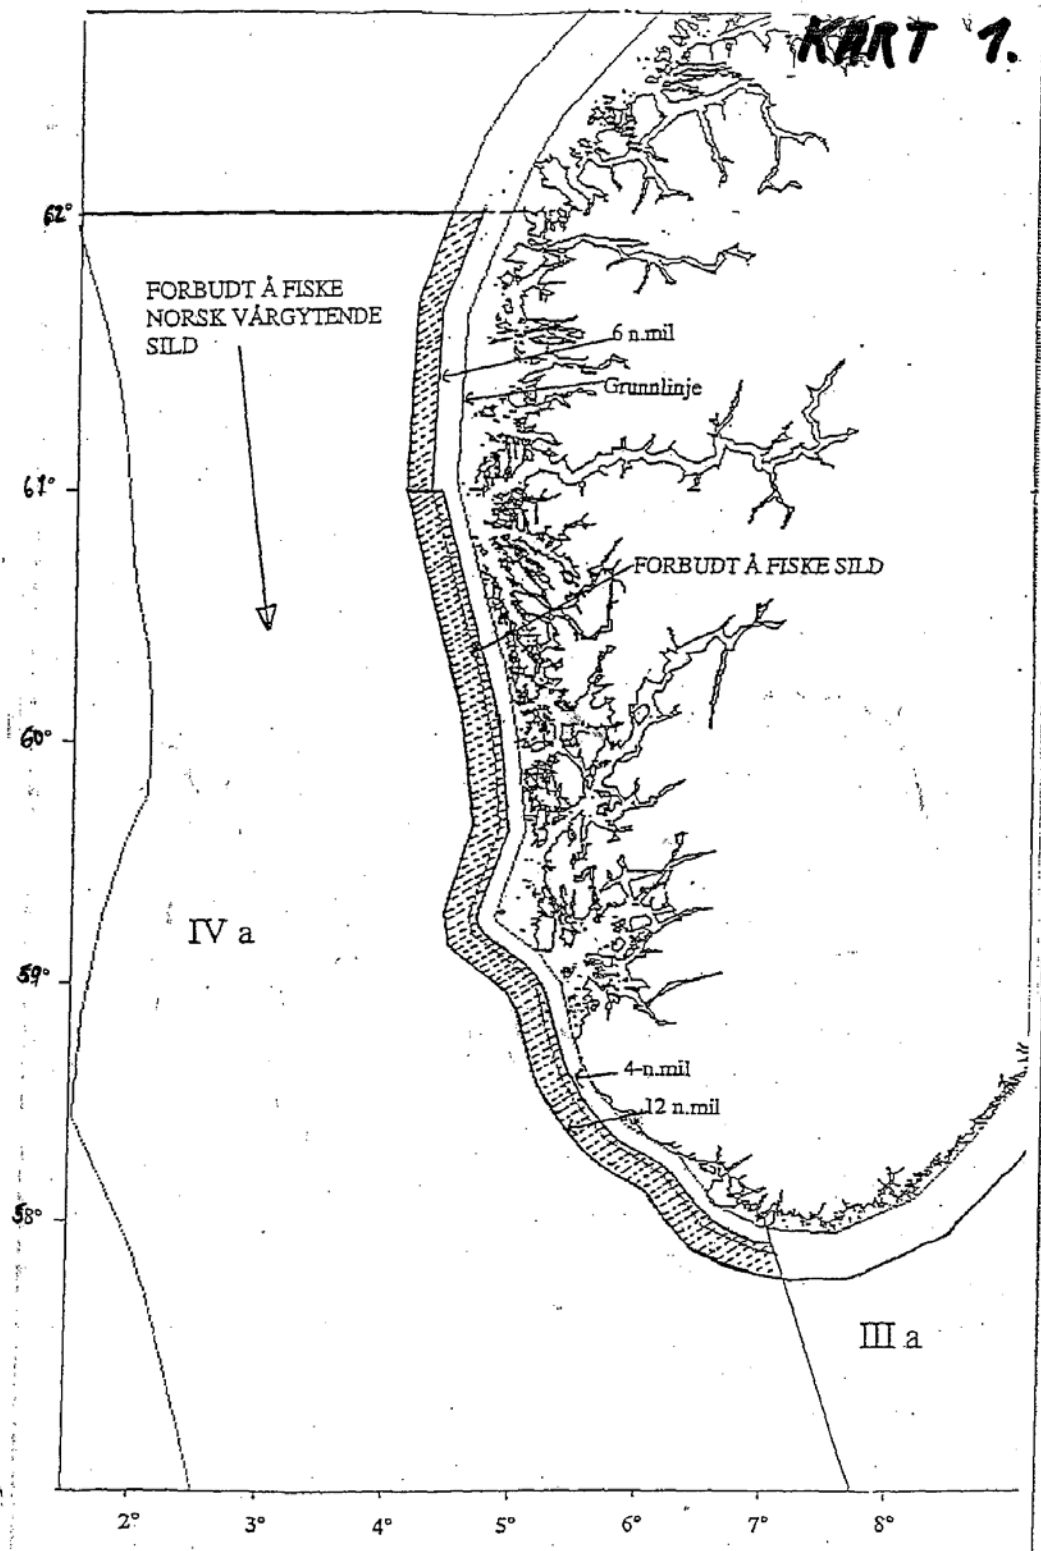 KART 1.
62°
FORBUDT Å FISKE
NORSK VÅRGYTENDE
SILD
6 n.mil
Grunnlinje
61°
FORBUDT Å FISKE SILD
60°
IV a
59°
4-n.mil
12 n.mil
58°
III a
2° 3° 4° 5° 6° 7° 8°